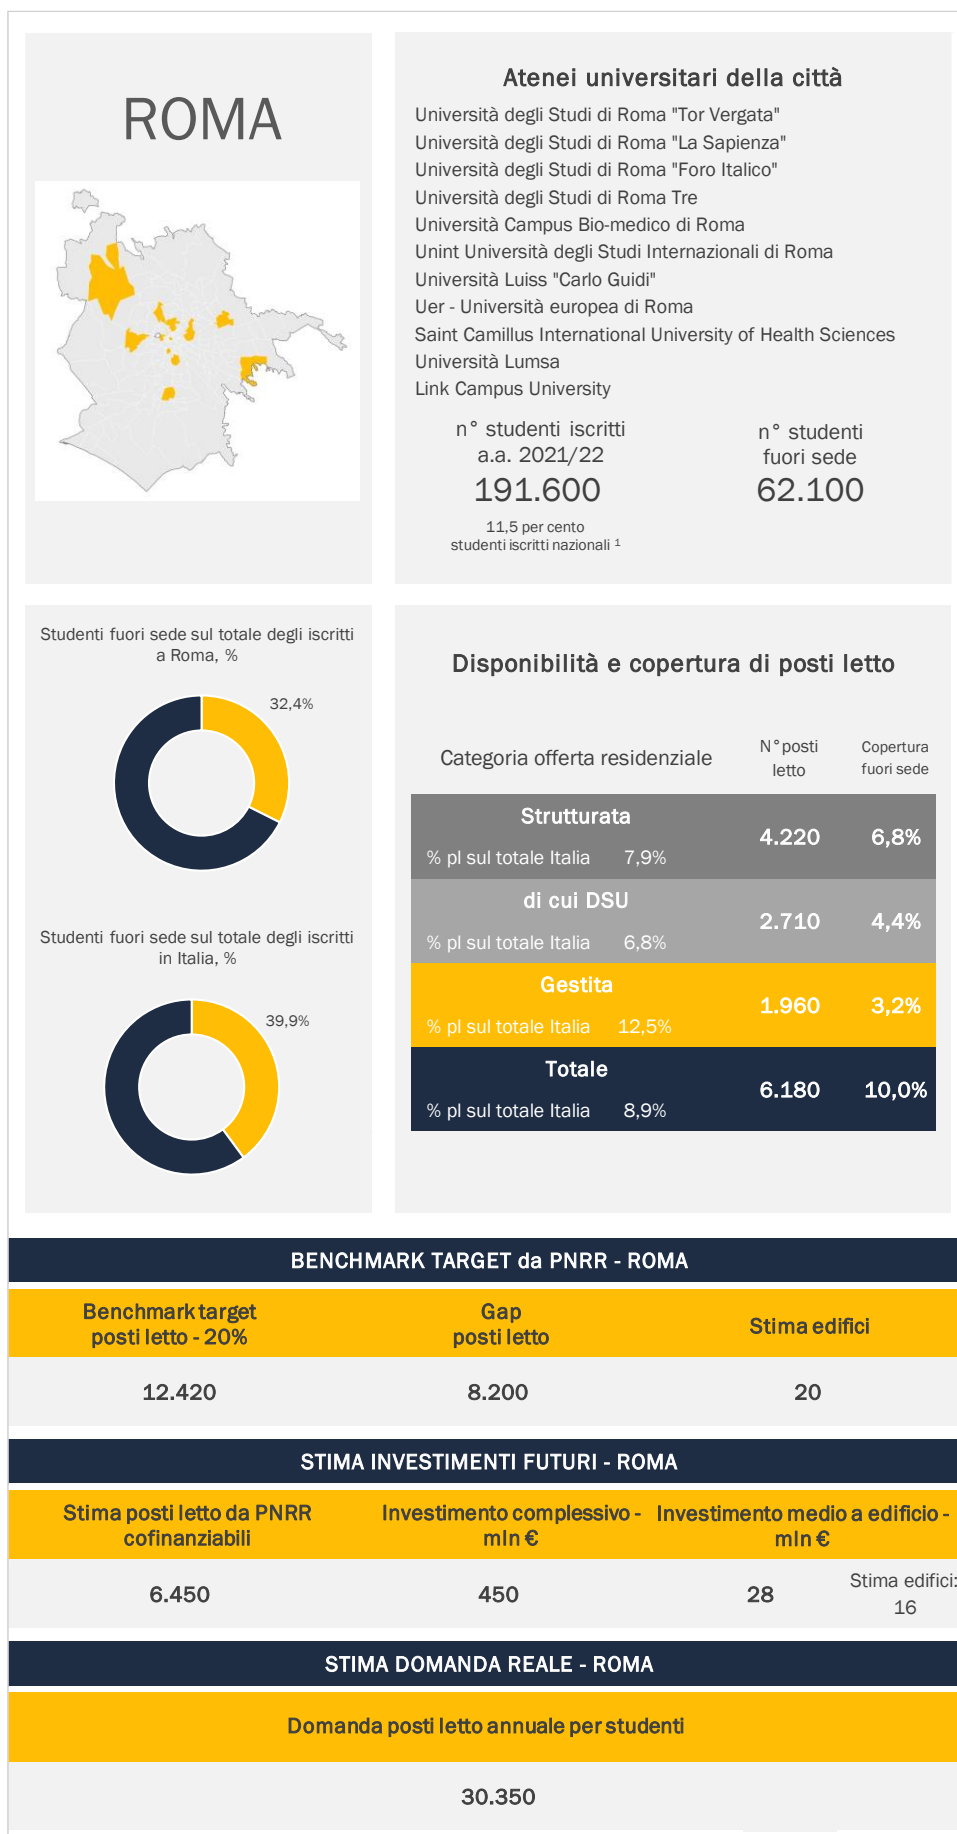 ROMA
Atenei universitari della città
Università degli Studi di Roma "Tor Vergata"
Università degli Studi di Roma "La Sapienza"
Università degli Studi di Roma "Foro Italico"
Università degli Studi di Roma Tre
Università Campus Bio-medico di Roma
Unint Università degli Studi Internazionali di Roma
Università Luiss "Carlo Guidi"
Uer - Università europea di Roma
Saint Camillus International University of Health Sciences
Università Lumsa
Link Campus University
n° studenti iscritti
a.a. 2021/22
191.600
11,5 per cento
studenti iscritti nazionali ¹
n° studenti
fuori sede
62.100
Studenti fuori sede sul totale degli iscritti
a Roma, %
32,4%
Studenti fuori sede sul totale degli iscritti
in Italia, %
39,9%
Disponibilità e copertura di posti letto
Categoria offerta residenziale
N°posti
letto
Copertura
fuori sede
Strutturata
% pl sul totale Italia 7,9%
4.220 6,8%
di cui DSU
% pl sul totale Italia 6,8%
2.710 4,4%
Gestita
% pl sul totale Italia 12,5%
1.960 3,2%
Totale
% pl sul totale Italia 8,9%
6.180 10,0%
BENCHMARK TARGET da PNRR - ROMA
Benchmark target
posti letto - 20%
Gap
posti letto
Stima edifici
12.420 8.200 20
STIMA INVESTIMENTI FUTURI - ROMA
Stima posti letto da PNRR
cofinanziabili
Investimento complessivo -
mln €
Investimento medio a edificio -
mln €
6.450 450 28
Stima edifici:
16
STIMA DOMANDA REALE - ROMA
Domanda posti letto annuale per studenti
30.350